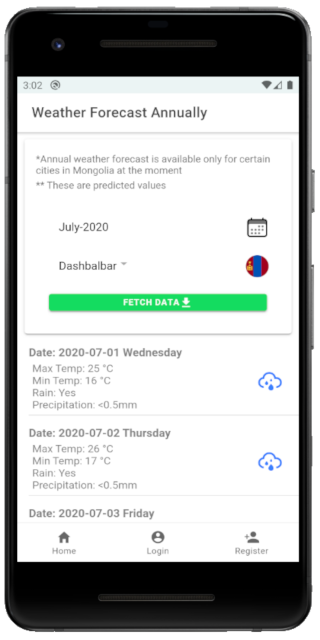 3:02
Weather Forecast Annually
*Annual weather forecast is available only for certain
cities in Mongolia at the moment
** These are predicted values
July-2020
Dashbalbar
FETCH DATA
Date: 2020-07-01 Wednesday
Max Temp: 25 °C
Min Temp: 16 °C
Rain: Yes
Precipitation: <0.5mm
Date: 2020-07-02 Thursday
Max Temp: 26 °C
Min Temp: 17 °C
Rain: Yes
Precipitation: <0.5mm
Date: 2020-07-03 Friday
Home Login Register